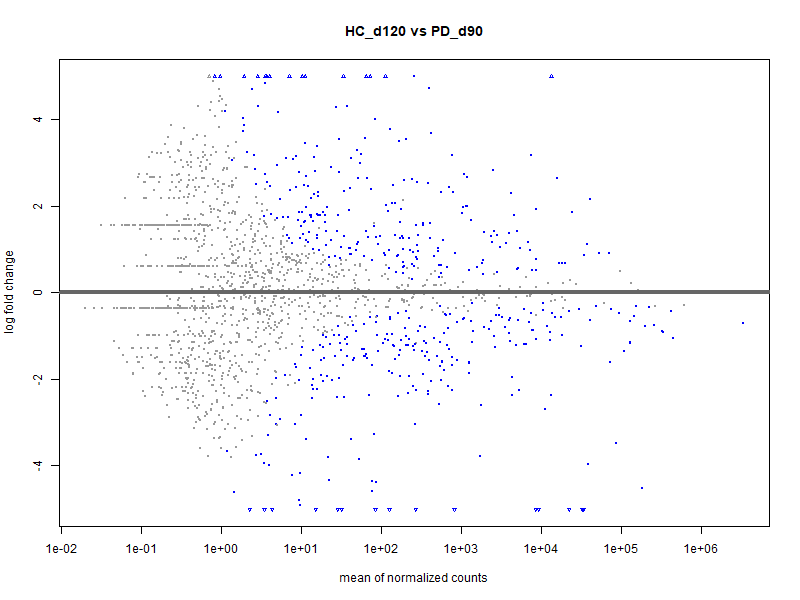 HC_d120 vs PD_d90
log fold change
4
2
0
-2
-4
1e-02 1e-01 1e+00 1e+01 1e+02 1e+03 1e+04 1e+05 1e+06
mean of normalized counts